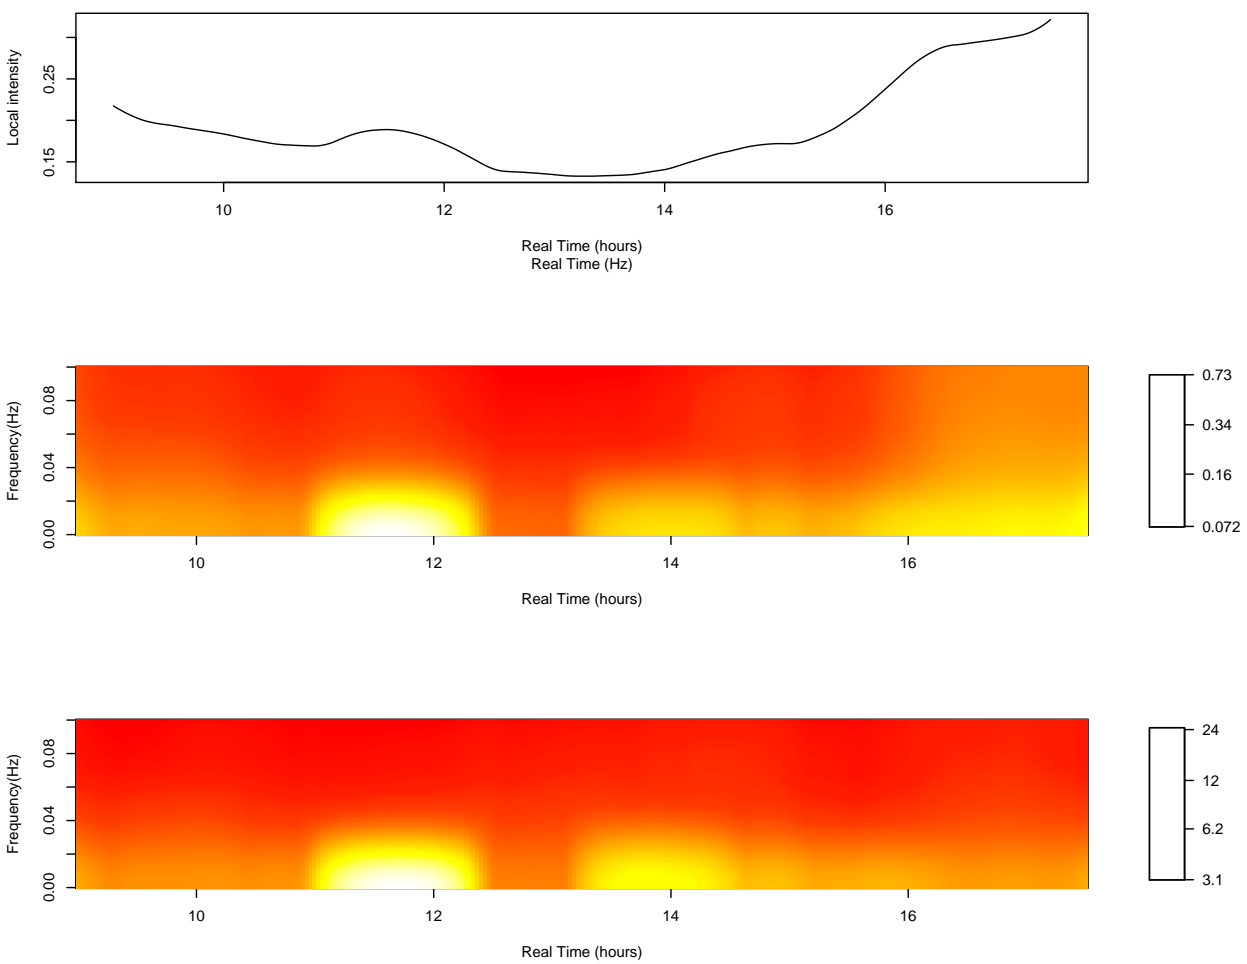 Local intensity
0.25
0.15
10 12 14 16
Real Time (hours)
Real Time (Hz)
Frequency(Hz)
0.08
0.04
0.00
10 12 14 16
Real Time (hours)
0.73
0.34
0.16
0.072
Frequency(Hz)
0.08
0.04
0.00
10 12 14 16
Real Time (hours)
24
12
6.2
3.1